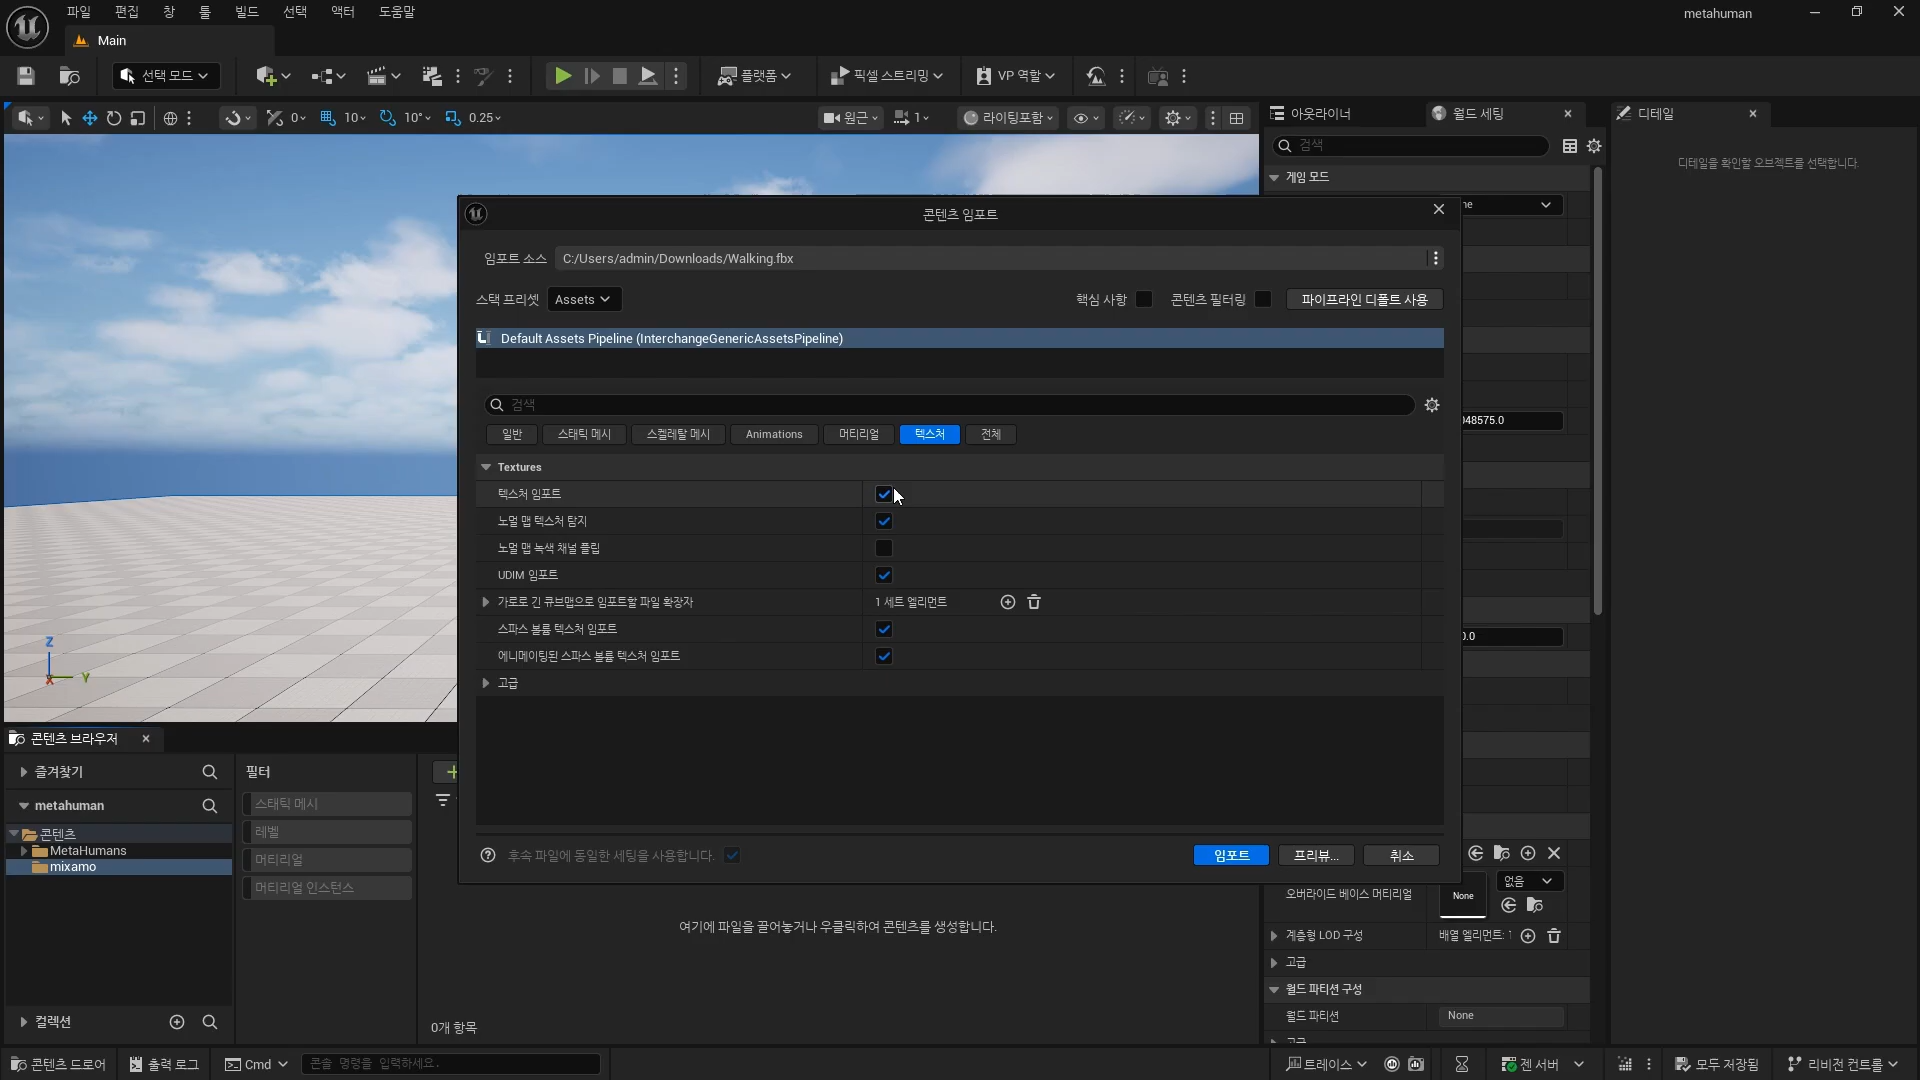 파일 편집 창 툴 빌드 선택 액터 도움말
metahuman
Main
선택 모드
플랫폼
픽셀 스트리밍
VP 역할
0
10
10°
0.25
원근
1
라이팅포함
아웃라이너
월드 세팅
디테일
검색
디테일을 확인할 오브젝트를 선택합니다.
게임 모드
콘텐츠 임포트
임포트 소스
C:/Users/admin/Downloads/Walking.fbx
스택 프리셋
Assets
핵심 사항
콘텐츠 필터링
파이프라인 디폴트 사용
Default Assets Pipeline (InterchangeGenericAssetsPipeline)
검색
일반
스태틱 메시
스켈레탈 메시
Animations
머티리얼
텍스처
전체
Textures
텍스처 임포트
노멀 맵 텍스처 탐지
노멀 맵 녹색 채널 플립
UDIM 임포트
가로로 긴 큐브맵으로 임포트할 파일 확장자
1 세트 엘리먼트
스파스 볼륨 텍스처 임포트
애니메이팅된 스파스 볼륨 텍스처 임포트
고급
후속 파일에 동일한 세팅을 사용합니다.
임포트
프리뷰...
취소
48575.0
0.0
Z
X
Y
콘텐츠 브라우저
즐겨찾기
metahuman
콘텐츠
MetaHumans
mixamo
컬렉션
필터
스태틱 메시
레벨
머티리얼
머티리얼 인스턴스
여기에 파일을 끌어놓거나 우클릭하여 콘텐츠를 생성합니다.
0개 항목
오버라이드 베이스 머티리얼
None
없음
계층형 LOD 구성
배열 엘리먼트: 1
고급
월드 파티션 구성
월드 파티션
None
콘텐츠 드로어
출력 로그
Cmd
콘솔 명령을 입력하세요.
트레이스
젠 서버
모두 저장됨
리비전 컨트롤